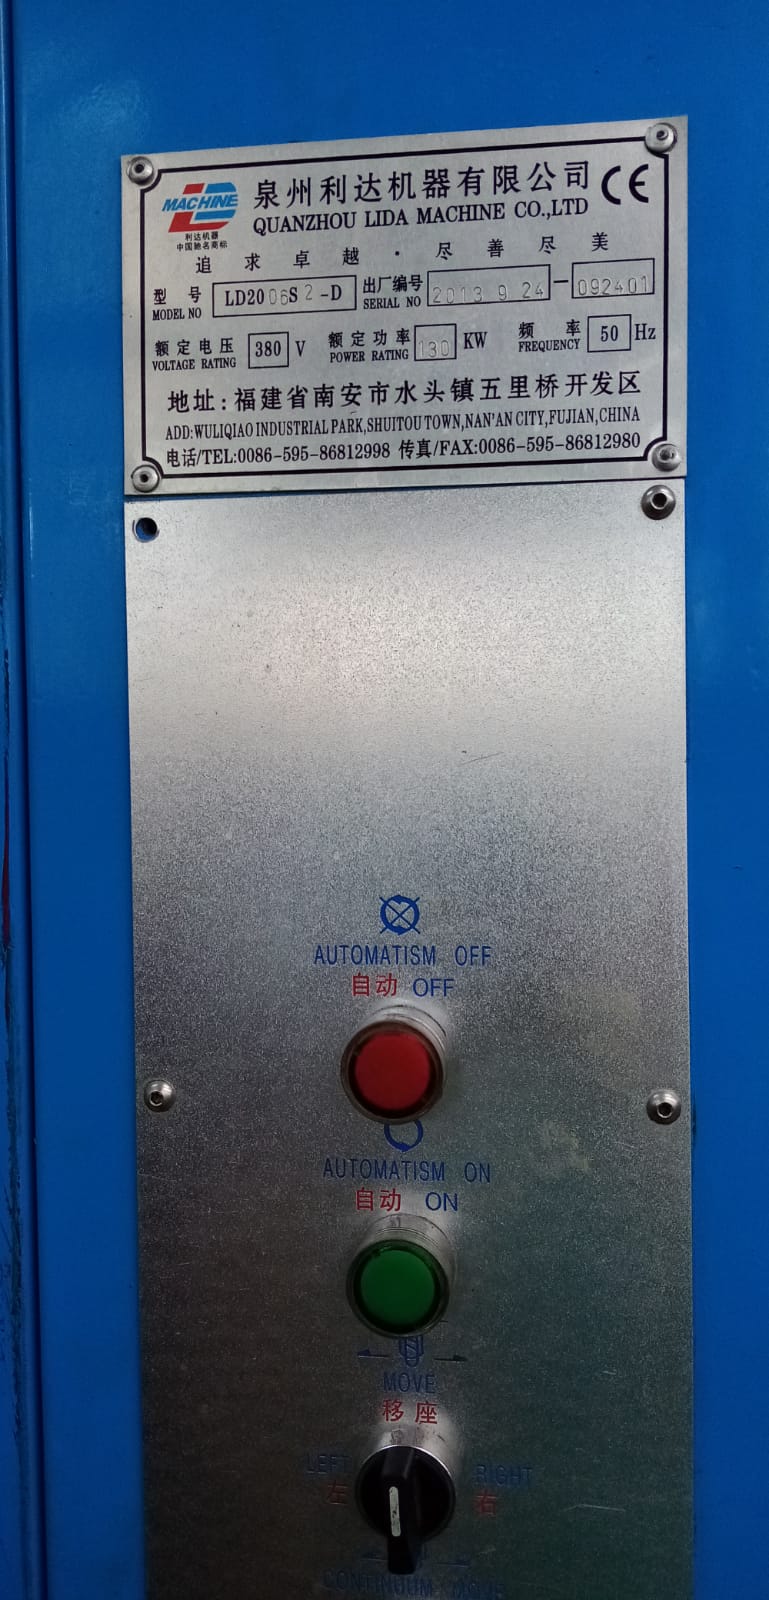 LD
MACHINE
利达机器
中国驰名商标
泉州利达机器有限公司 CE
QUANZHOU LIDA MACHINE CO.,LTD
追求卓越·尽善尽美
型号 LD2006S2-D 出厂编号 2013 9 24-092401
MODEL NO SERIAL NO
额定电压 380 V 额定功率 130 KW 频率 50 Hz
VOLTAGE RATING POWER RATING FREQUENCY
地址:福建省南安市水头镇五里桥开发区
ADD:WULIQIAO INDUSTRIAL PARK,SHUITOU TOWN,NAN'AN CITY,FUJIAN,CHINA
电话/TEL:0086-595-86812998 传真/FAX:0086-595-86812980
AUTOMATISM OFF
自动 OFF
AUTOMATISM ON
自动 ON
MOVE
移座
LEFT RIGHT
左 右
CONTINUUM MOVE